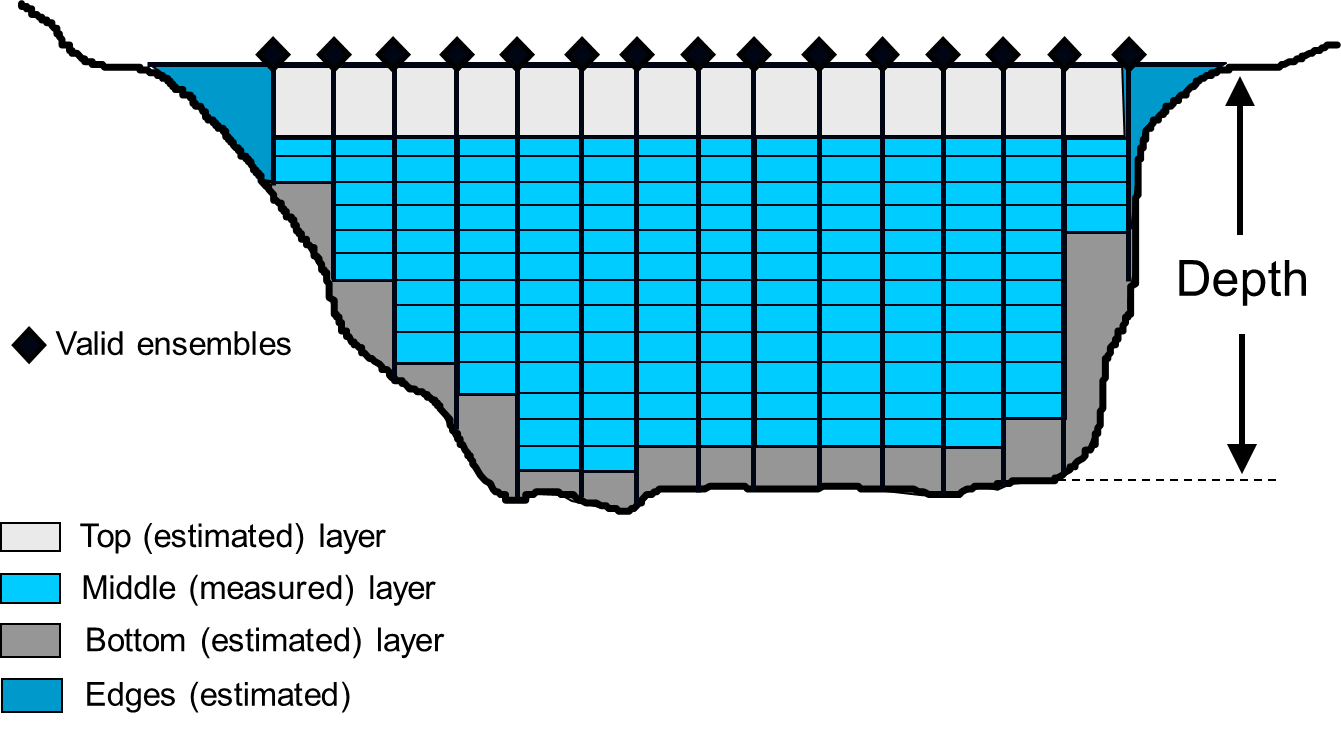 Depth
Valid ensembles
Top (estimated) layer
Middle (measured) layer
Bottom (estimated) layer
Edges (estimated)